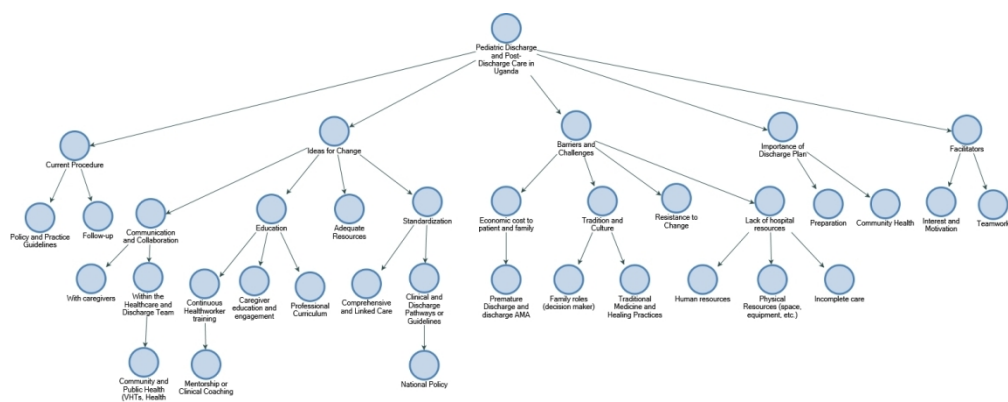 Pediatric Discharge
and Post-
Discharge Care in
Uganda
Current Procedure
Ideas for Change
Barriers and
Challenges
Importance of
Discharge Plan
Facilitators
Policy and Practice
Guidelines
Follow-up
Communication
and Collaboration
Education
Adequate
Resources
Standardization
Economic cost to
patient and family
Tradition and
Culture
Resistance to
Change
Lack of hospital
resources
Preparation
Community Health
Interest and
Motivation
Teamwork
With caregivers
Within the
Healthcare and
Discharge Team
Continuous
Healthworker
training
Caregiver
education and
engagement
Professional
Curriculum
Comprehensive
and Linked Care
Clinical and
Discharge
Pathways or
Guidelines
Premature
Discharge and
discharge AMA
Family roles
(decision maker)
Traditional
Medicine and
Healing Practices
Human resources
Physical
Resources (space,
equipment, etc.)
Incomplete care
Community and
Public Health
(VHTs, Health
Mentorship or
Clinical Coaching
National Policy